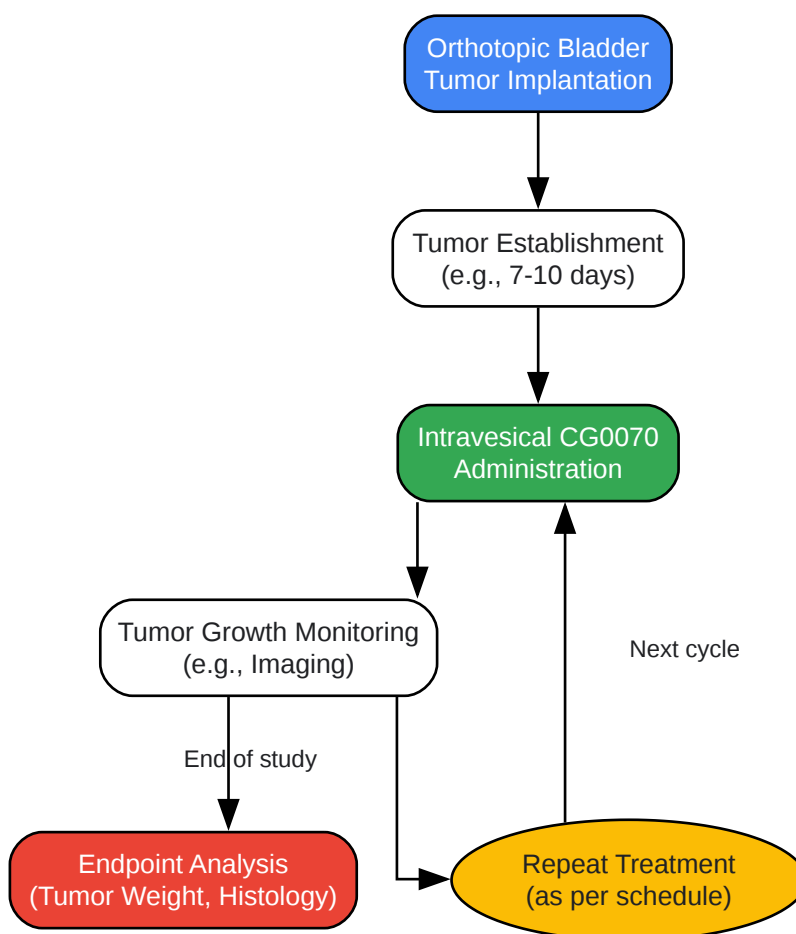 Orthotopic Bladder
Tumor Implantation
Tumor Establishment
(e.g., 7-10 days)
Intravesical CG0070
Administration
Tumor Growth Monitoring
(e.g., Imaging)
Next cycle
End of study
Endpoint Analysis
(Tumor Weight, Histology)
Repeat Treatment
(as per schedule)